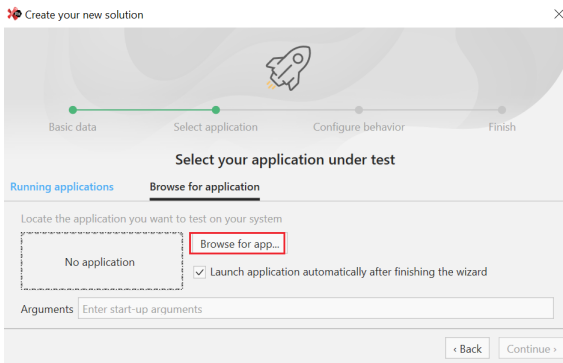 Create your new solution
Basic data
Select application
Configure behavior
Finish
Select your application under test
Running applications
Browse for application
Locate the application you want to test on your system
No application
Browse for app...
Launch application automatically after finishing the wizard
Arguments
Enter start-up arguments
‹ Back
Continue ›